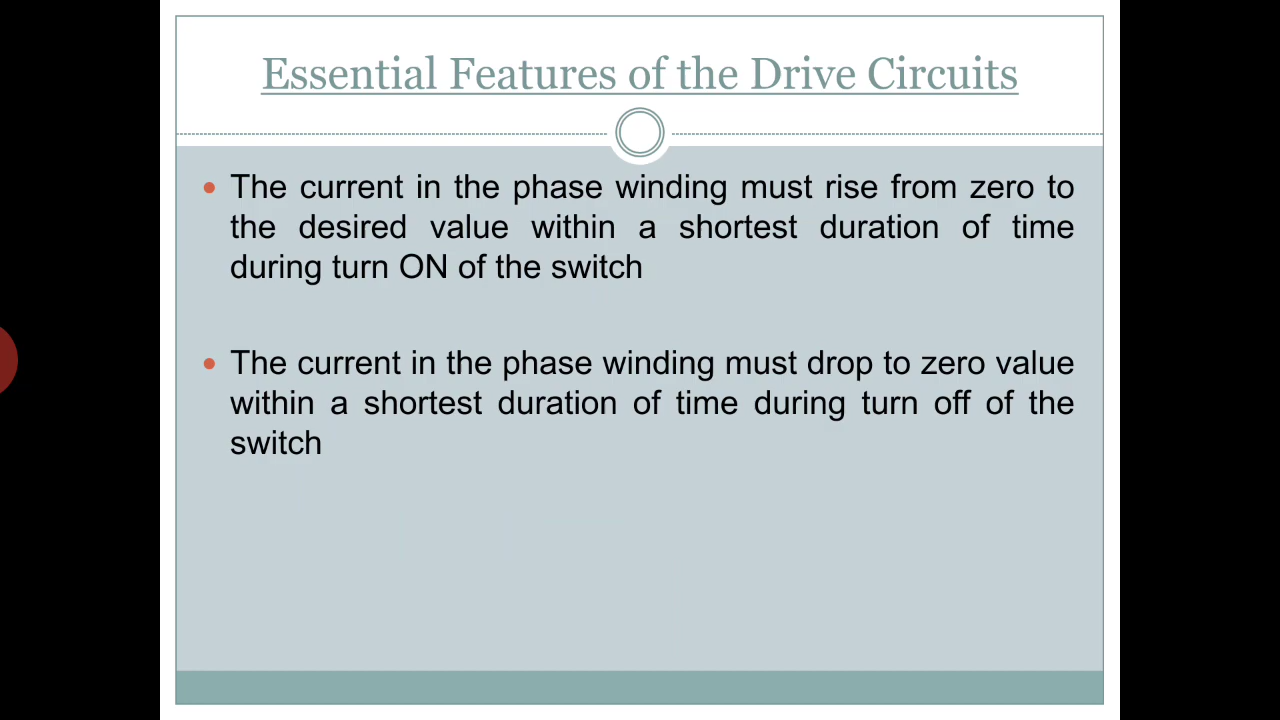 Essential Features of the Drive Circuits
• The current in the phase winding must rise from zero to
the desired value within a shortest duration of time
during turn ON of the switch
• The current in the phase winding must drop to zero value
within a shortest duration of time during turn off of the
switch